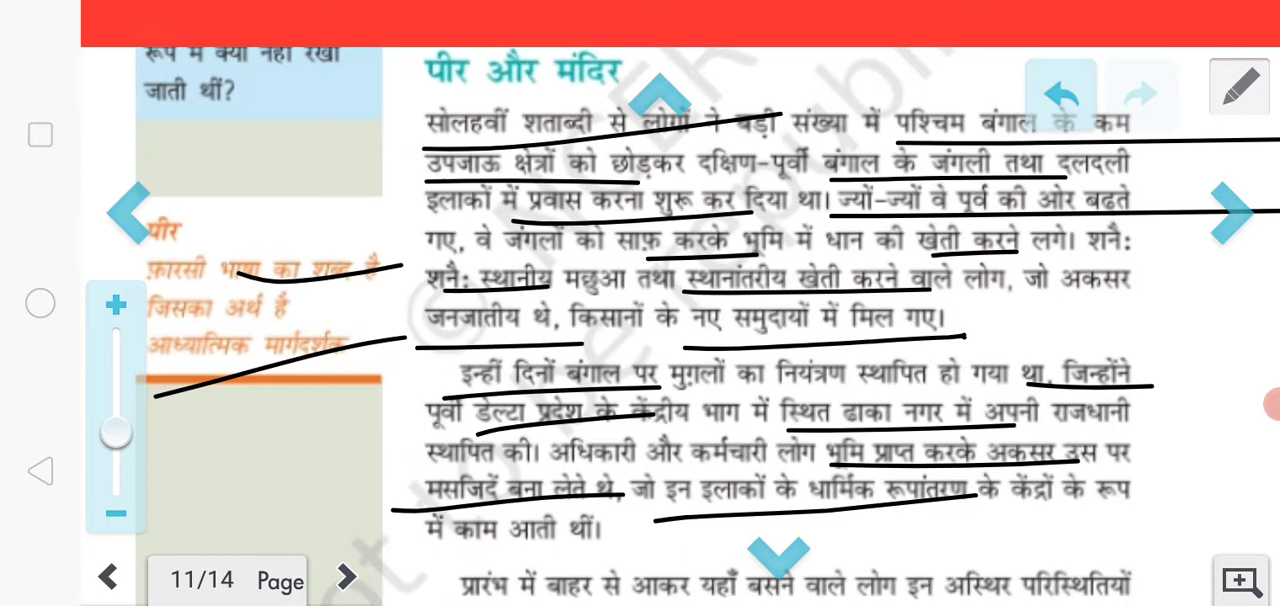 रूप में क्यों नहीं रखी
जाती थीं?
पीर
फ़ारसी भाषा का शब्द है
जिसका अर्थ है
आध्यात्मिक मार्गदर्शक
पीर और मंदिर
सोलहवीं शताब्दी से लोगों ने बड़ी संख्या में पश्चिम बंगाल के कम
उपजाऊ क्षेत्रों को छोड़कर दक्षिण-पूर्वी बंगाल के जंगली तथा दलदली
इलाकों में प्रवास करना शुरू कर दिया था। ज्यों-ज्यों वे पूर्व की ओर बढते
गए, वे जंगलों को साफ़ करके भूमि में धान की खेती करने लगे। शनै:
शनै: स्थानीय मछुआ तथा स्थानांतरीय खेती करने वाले लोग, जो अकसर
जनजातीय थे, किसानों के नए समुदायों में मिल गए।
इन्हीं दिनों बंगाल पर मुग़लों का नियंत्रण स्थापित हो गया था, जिन्होंने
पूर्वी डेल्टा प्रदेश के केंद्रीय भाग में स्थित ढाका नगर में अपनी राजधानी
स्थापित की। अधिकारी और कर्मचारी लोग भूमि प्राप्त करके अकसर उस पर
मसजिदें बना लेते थे, जो इन इलाकों के धार्मिक रूपांतरण के केंद्रों के रूप
में काम आती थीं।
प्रारंभ में बाहर से आकर यहाँ बसने वाले लोग इन अस्थिर परिस्थितियों
11/14 Page